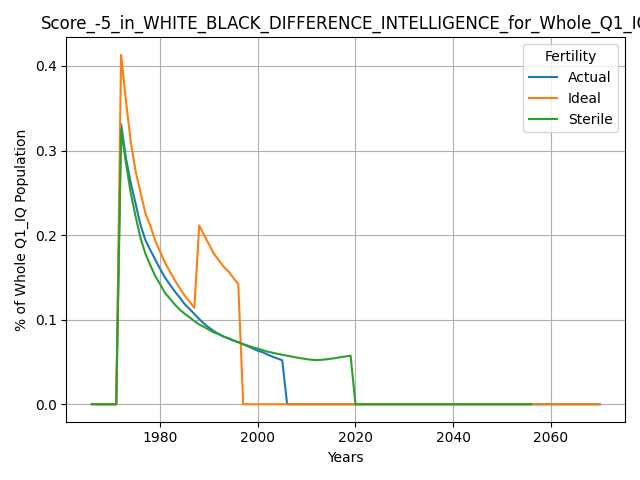 Score_-5_in_WHITE_BLACK_DIFFERENCE_INTELLIGENCE_for_Whole_Q1_IQ
% of Whole Q1_IQ Population
0.4
0.3
0.2
0.1
0.0
Fertility
Actual
Ideal
Sterile
1980
2000
2020
2040
2060
Years